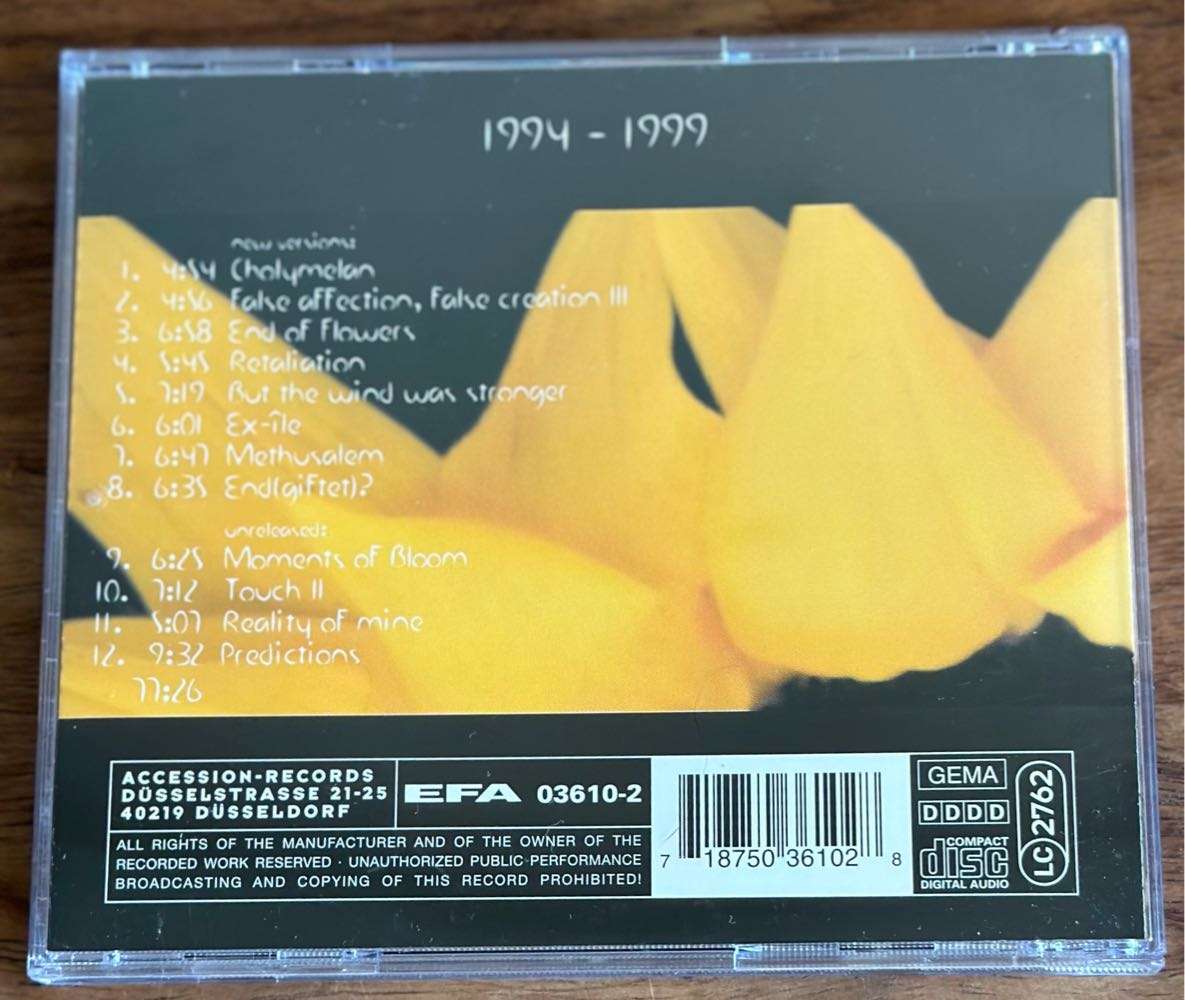 1994 - 1999
new versions:
1. 4:54 Cholymelan
2. 4:56 Fake affection, Fake creation III
3. 6:58 End of Flowers
4. 5:45 Retaliation
5. 7:19 But the wind was stronger
6. 6:01 Ex-île
7. 6:47 Methusalem
8. 6:35 End(giftet)?
unreleased:
9. 6:25 Moments of Bloom
10. 7:12 Touch II
11. 5:07 Reality of mine
12. 9:32 Predictions
77:26
ACCESSION-RECORDS
DÜSSELSTRASSE 21-25
40219 DÜSSELDORF
EFA 03610-2
ALL RIGHTS OF THE MANUFACTURER AND OF THE OWNER OF THE
RECORDED WORK RESERVED · UNAUTHORIZED PUBLIC PERFORMANCE
BROADCASTING AND COPYING OF THIS RECORD PROHIBITED!
7 18750 36102 8
GEMA
DDDD
COMPACT
disc
DIGITAL AUDIO
LC 2762